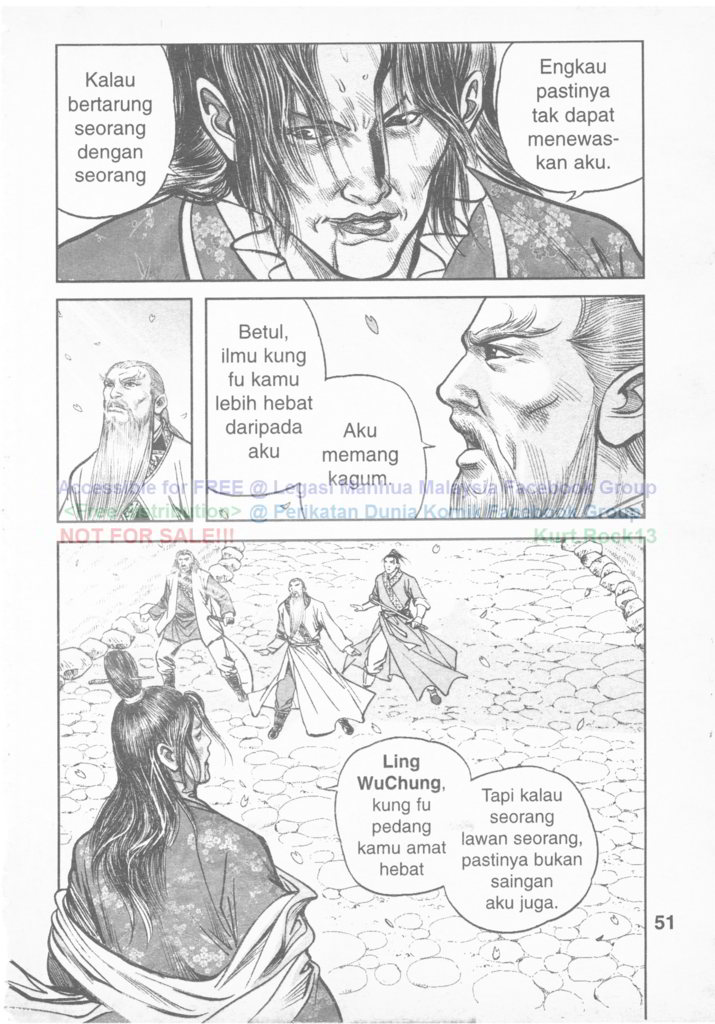 Kalau
bertarung
seorang
dengan
seorang
Engkau
pastinya
tak dapat
menewas-
kan aku.
Betul,
ilmu kung
fu kamu
lebih hebat
daripada
aku
Aku
memang
kagum.
Accessible for FREE @ Legasi Manhua Malaysia Facebook Group
<Free distribution> @ Perikatan Dunia Komik Facebook Group
NOT FOR SALE!!! Kurt Rock13
Ling
WuChung,
kung fu
pedang
kamu amat
hebat
Tapi kalau
seorang
lawan seorang,
pastinya bukan
saingan
aku juga.
51